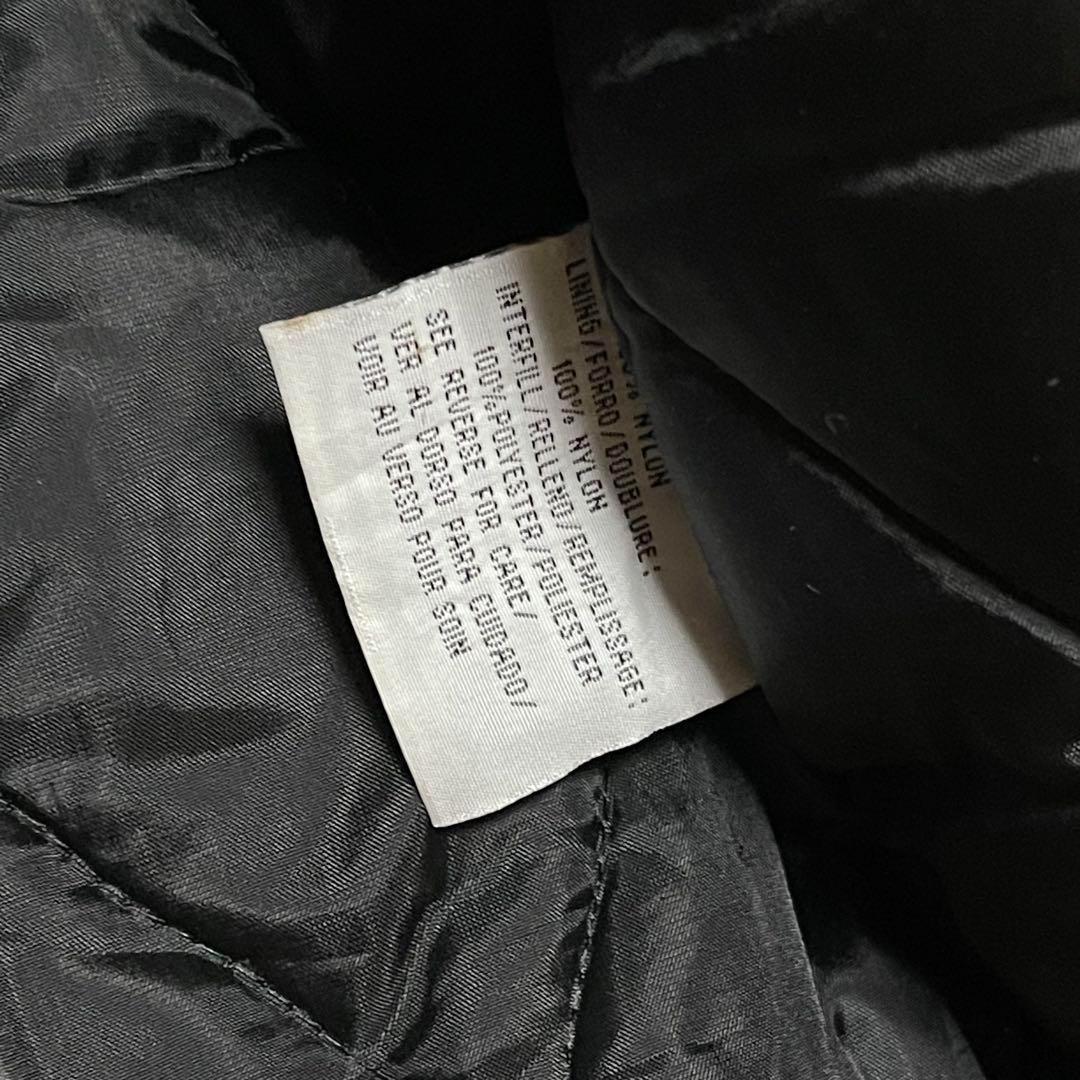 % NYLON
LINING/FORRO/DOUBLURE:
100% NYLON
INTERFILL/RELLENO/REMPLISSAGE:
100%POLYESTER/POLIESTER
SEE REVERSE FOR CARE/
VER AL DORSO PARA CUIDADO/
VOIR AU VERSO POUR SOIN